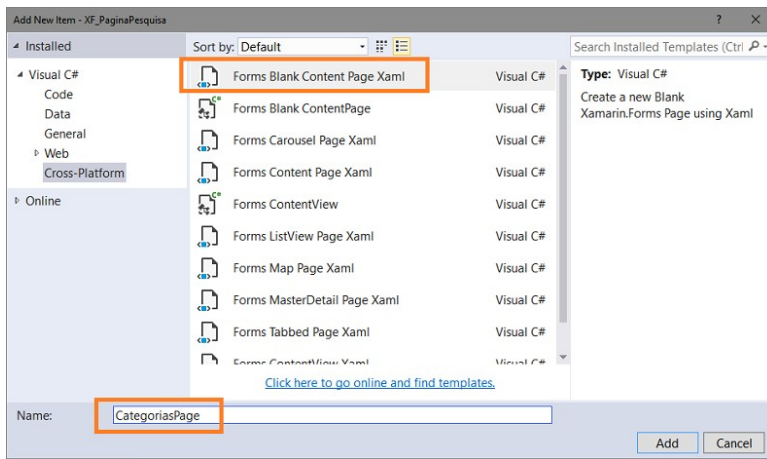 Add New Item - XF_PaginaPesquisa ?
Installed
Sort by: Default
Search Installed Templates (Ctrl
Visual C#
Code
Data
General
Web
Cross-Platform
Online
Forms Blank Content Page Xaml Visual C#
Forms Blank ContentPage Visual C#
Forms Carousel Page Xaml Visual C#
Forms Content Page Xaml Visual C#
Forms ContentView Visual C#
Forms ListView Page Xaml Visual C#
Forms Map Page Xaml Visual C#
Forms MasterDetail Page Xaml Visual C#
Forms Tabbed Page Xaml Visual C#
Forms ContentView Xaml Visual C#
Click here to go online and find templates.
Type: Visual C#
Create a new Blank
Xamarin.Forms Page using Xaml
Name: CategoriasPage
Add Cancel